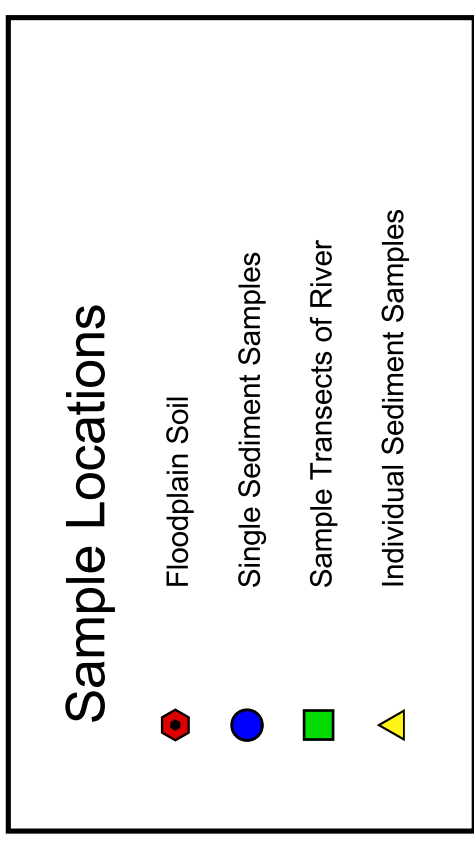 Sample Locations
Floodplain Soil
Single Sediment Samples
Sample Transects of River
Individual Sediment Samples